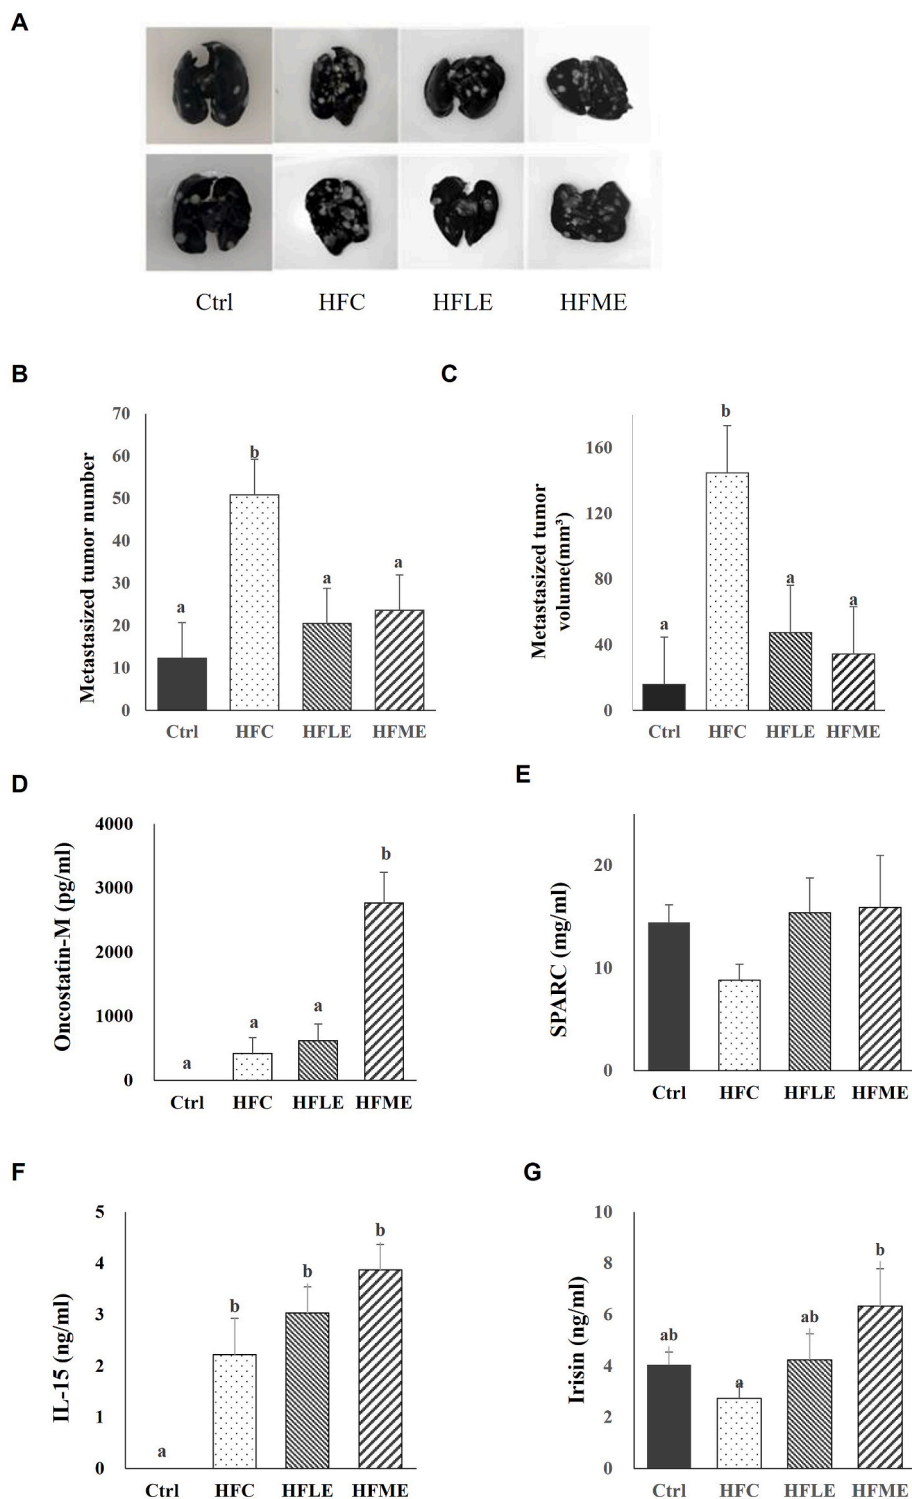 A
Ctrl HFC HFLE HFME
B
Metastasized tumor number
70
60
50
40
30
20
10
0
a
b
a
a
Ctrl HFC HFLE HFME
C
Metastasized tumor
volume(mm³)
160
120
80
40
0
a
b
a
a
Ctrl HFC HFLE HFME
D
Oncostatin-M (pg/ml)
4000
3000
2000
1000
0
a
a
a
b
Ctrl HFC HFLE HFME
E
SPARC (mg/ml)
20
10
0
Ctrl HFC HFLE HFME
F
IL-15 (ng/ml)
5
4
3
2
1
0
a
b
b
b
Ctrl HFC HFLE HFME
G
Irisin (ng/ml)
10
8
6
4
2
0
ab
a
ab
b
Ctrl HFC HFLE HFME